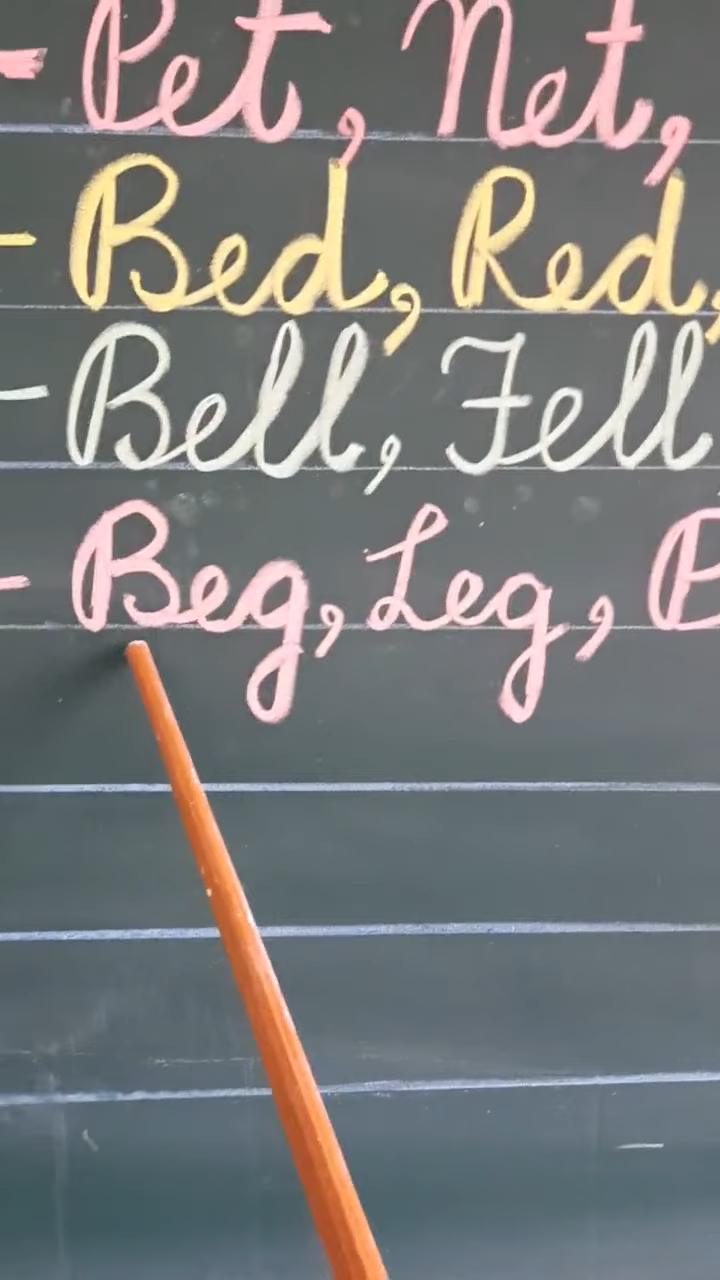 - Pet, Net,
- Bed, Red,
- Bell, Fell
- Beg, Leg,